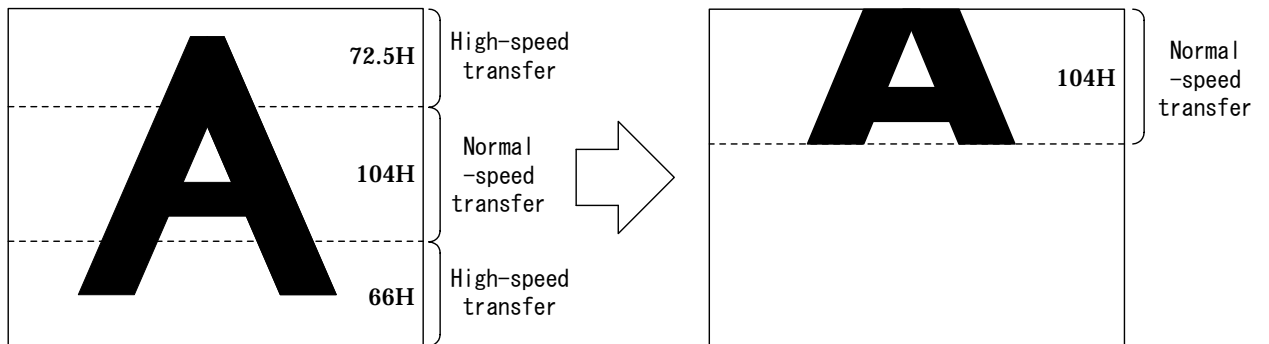 72.5H
High-speed
transfer
104H
Normal
-speed
transfer
66H
High-speed
transfer
A
104H
Normal
-speed
transfer
A